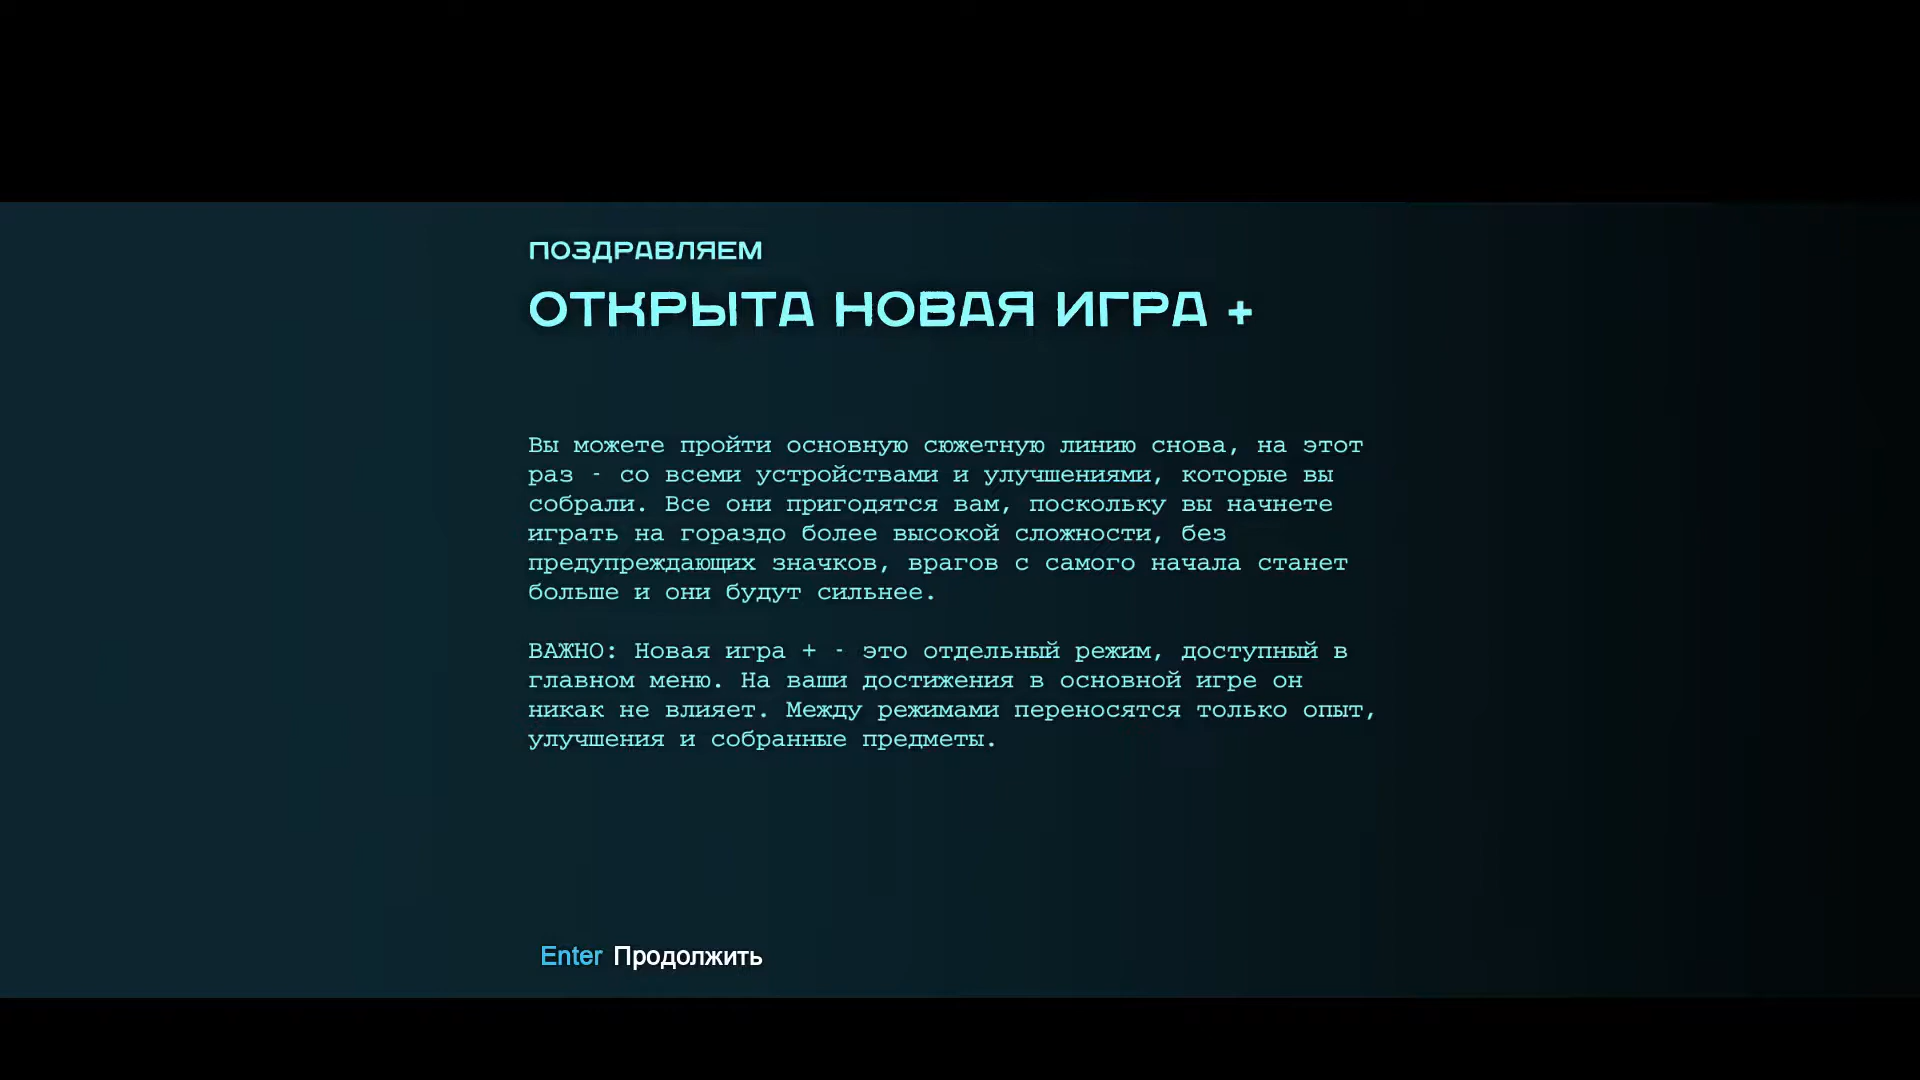 ПОЗДРАВЛЯЕМ
ОТКРЫТА НОВАЯ ИГРА +
Вы можете пройти основную сюжетную линию снова, на этот
раз - со всеми устройствами и улучшениями, которые вы
собрали. Все они пригодятся вам, поскольку вы начнете
играть на гораздо более высокой сложности, без
предупреждающих значков, врагов с самого начала станет
больше и они будут сильнее.
ВАЖНО: Новая игра + - это отдельный режим, доступный в
главном меню. На ваши достижения в основной игре он
никак не влияет. Между режимами переносятся только опыт,
улучшения и собранные предметы.
Enter Продолжить